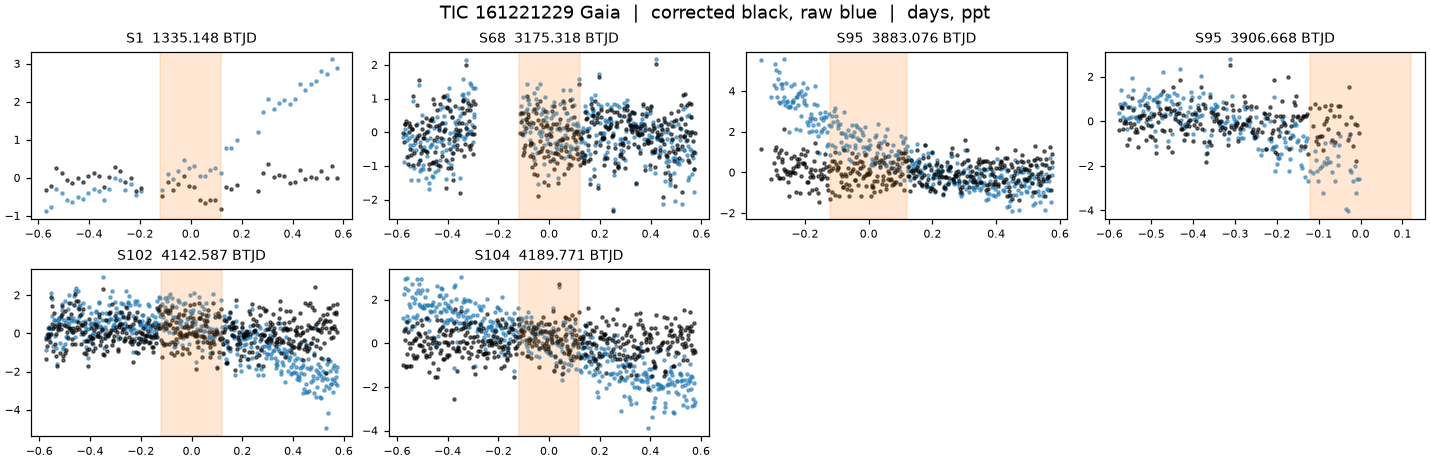 TIC 161221229 Gaia | corrected black, raw blue | days, ppt
S1 1335.148 BTJD
S68 3175.318 BTJD
S95 3883.076 BTJD
S95 3906.668 BTJD
3
2
1
0
−1
−0.6 −0.4 −0.2 0.0 0.2 0.4 0.6
2
1
0
−1
−2
−0.6 −0.4 −0.2 0.0 0.2 0.4 0.6
4
2
0
−2
−0.2 0.0 0.2 0.4 0.6
2
0
−2
−4
−0.6 −0.5 −0.4 −0.3 −0.2 −0.1 0.0 0.1
S102 4142.587 BTJD
S104 4189.771 BTJD
2
0
−2
−4
−0.6 −0.4 −0.2 0.0 0.2 0.4 0.6
2
0
−2
−4
−0.6 −0.4 −0.2 0.0 0.2 0.4 0.6